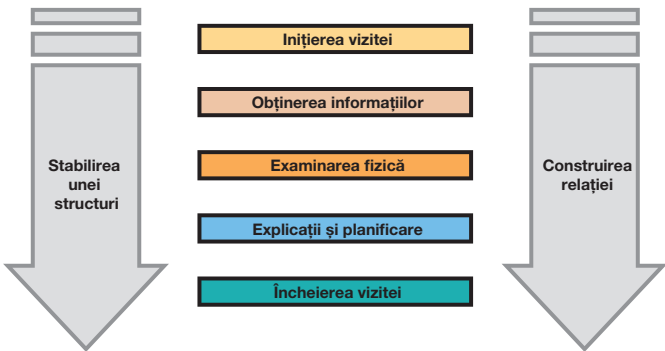 Inițierea vizitei
Obținerea informațiilor
Examinarea fizică
Explicații și planificare
Încheierea vizitei
Stabilirea
unei
structuri
Construirea
relației